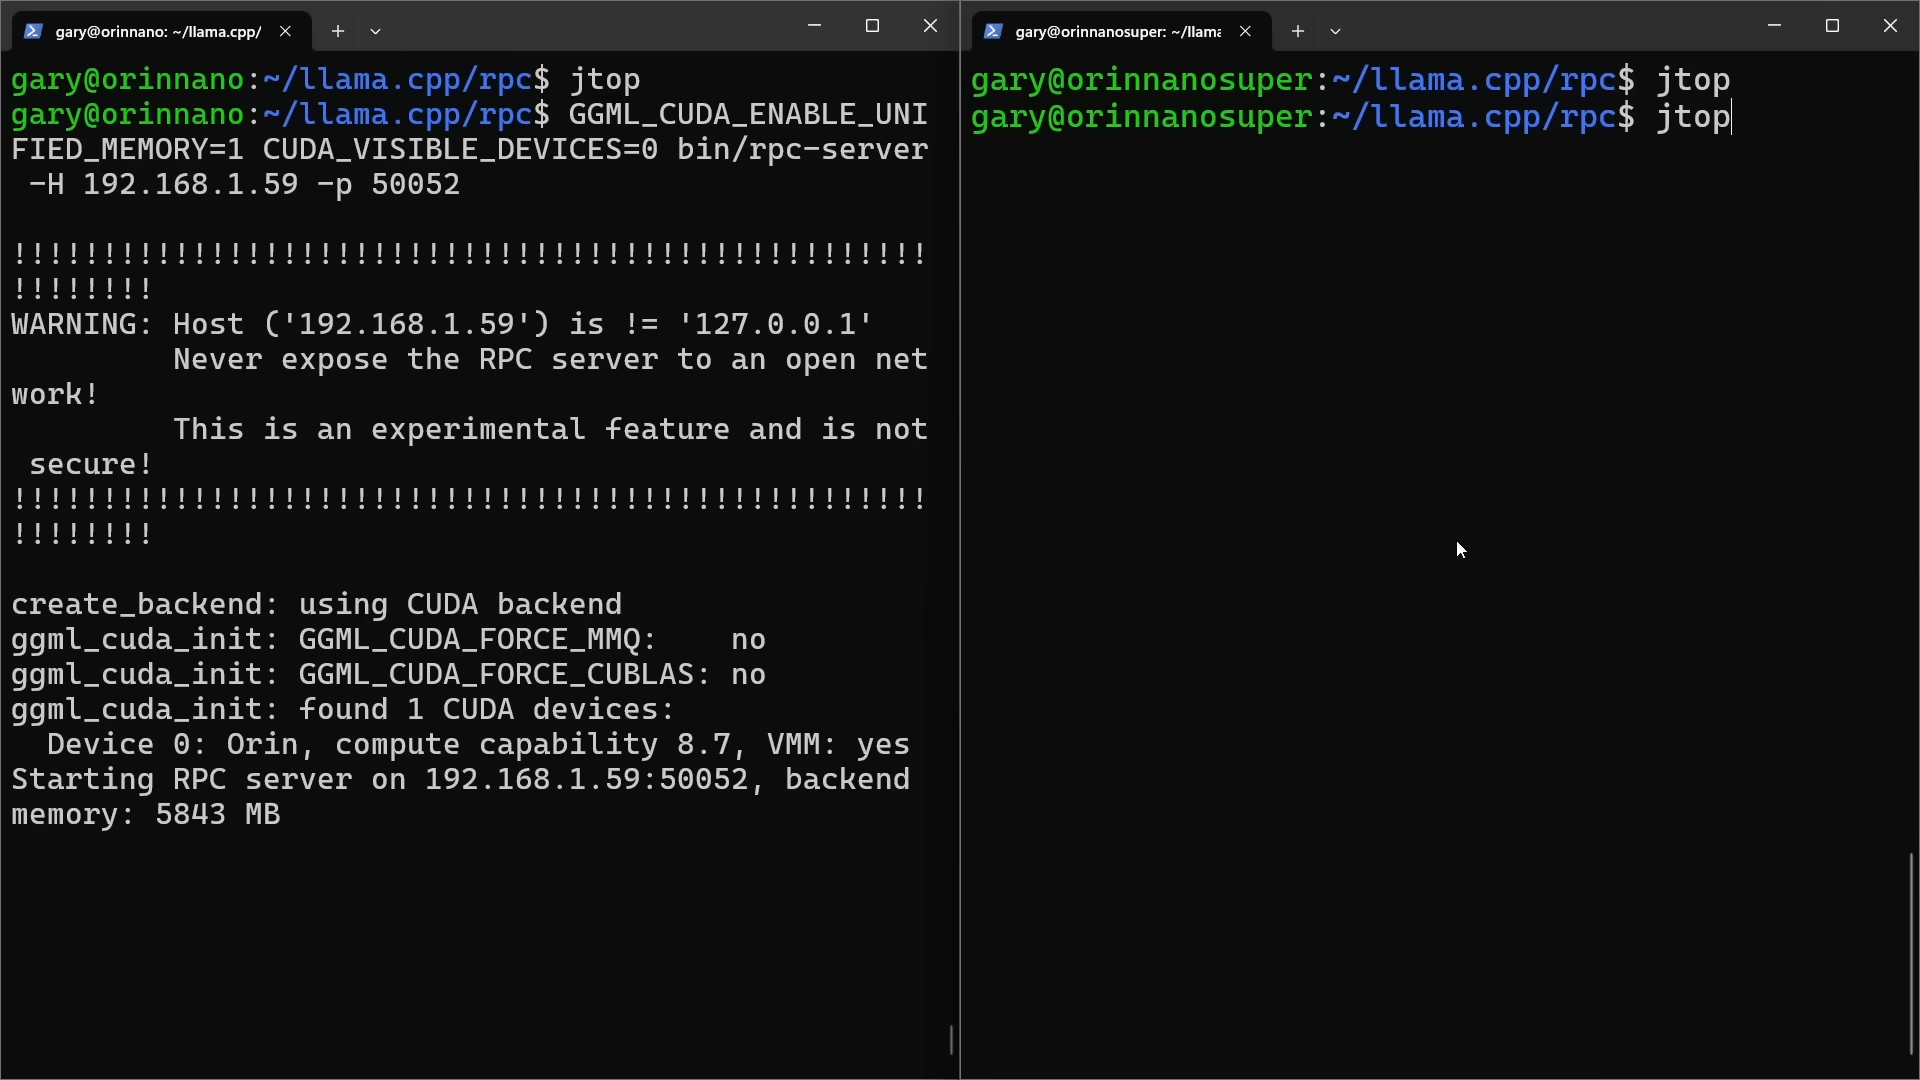 gary@orinnano: ~/llama.cpp/
gary@orinnano:~/llama.cpp/rpc$ jtop
gary@orinnano:~/llama.cpp/rpc$ GGML_CUDA_ENABLE_UNI
FIED_MEMORY=1 CUDA_VISIBLE_DEVICES=0 bin/rpc-server
 -H 192.168.1.59 -p 50052
!!!!!!!!!!!!!!!!!!!!!!!!!!!!!!!!!!!!!!!!!!!!!!!!!!!
!!!!!!!!
WARNING: Host ('192.168.1.59') is != '127.0.0.1'
         Never expose the RPC server to an open net
work!
         This is an experimental feature and is not
 secure!
!!!!!!!!!!!!!!!!!!!!!!!!!!!!!!!!!!!!!!!!!!!!!!!!!!!
!!!!!!!!
create_backend: using CUDA backend
ggml_cuda_init: GGML_CUDA_FORCE_MMQ:    no
ggml_cuda_init: GGML_CUDA_FORCE_CUBLAS: no
ggml_cuda_init: found 1 CUDA devices:
  Device 0: Orin, compute capability 8.7, VMM: yes
Starting RPC server on 192.168.1.59:50052, backend
memory: 5843 MB
gary@orinnanosuper: ~/llama
gary@orinnanosuper:~/llama.cpp/rpc$ jtop
gary@orinnanosuper:~/llama.cpp/rpc$ jtop